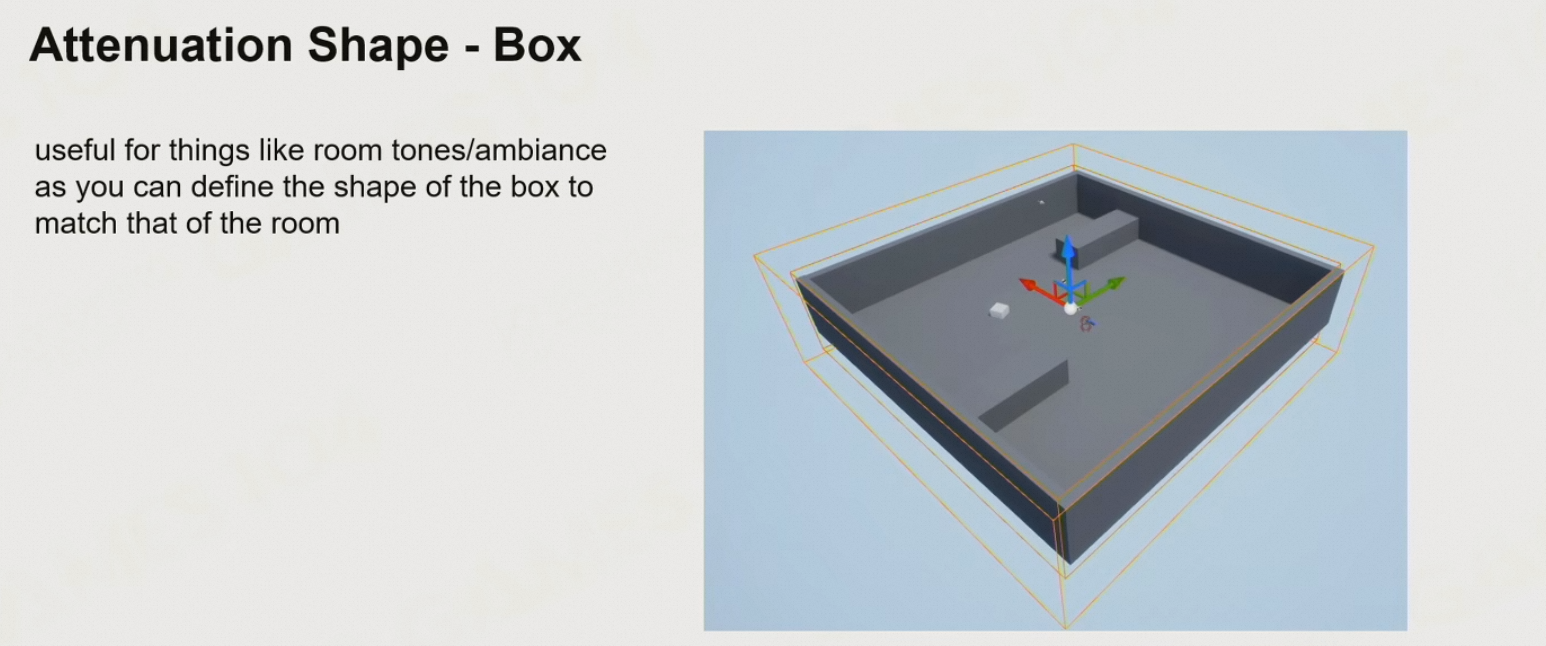 Attenuation Shape - Box
useful for things like room tones/ambiance
as you can define the shape of the box to
match that of the room